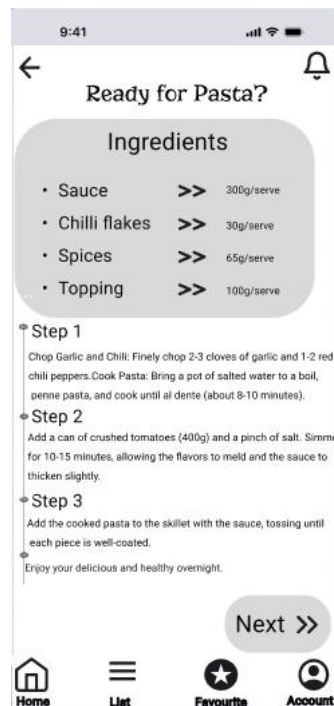 9:41
Ready for Pasta?
Ingredients
• Sauce >> 300g/serve
• Chilli flakes >> 30g/serve
• Spices >> 65g/serve
• Topping >> 100g/serve
Step 1
Chop Garlic and Chili: Finely chop 2-3 cloves of garlic and 1-2 red
chili peppers.Cook Pasta: Bring a pot of salted water to a boil,
penne pasta, and cook until al dente (about 8-10 minutes).
Step 2
Add a can of crushed tomatoes (400g) and a pinch of salt. Simme
for 10-15 minutes, allowing the flavors to meld and the sauce to
thicken slightly.
Step 3
Add the cooked pasta to the skillet with the sauce, tossing until
each piece is well-coated.
Enjoy your delicious and healthy overnight.
Next >>
Home List Favourite Account